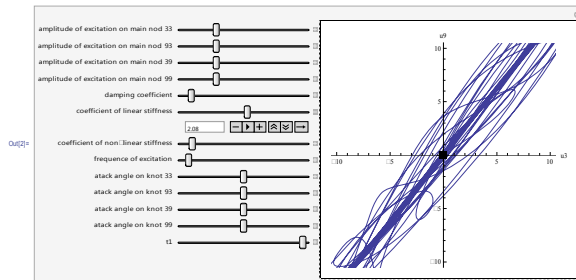 amplitude of excitation on main nod 33
amplitude of excitation on main nod 93
amplitude of excitation on main nod 39
amplitude of excitation on main nod 99
damping coefficient
coefficient of linear stiffness
2.08
Out[2]=
coefficient of non□linear stiffness
frequence of excitation
atack angle on knot 33
atack angle on knot 93
atack angle on knot 39
atack angle on knot 99
t1
u9
10
5
□10
□5
5
10
u3
□5
□10